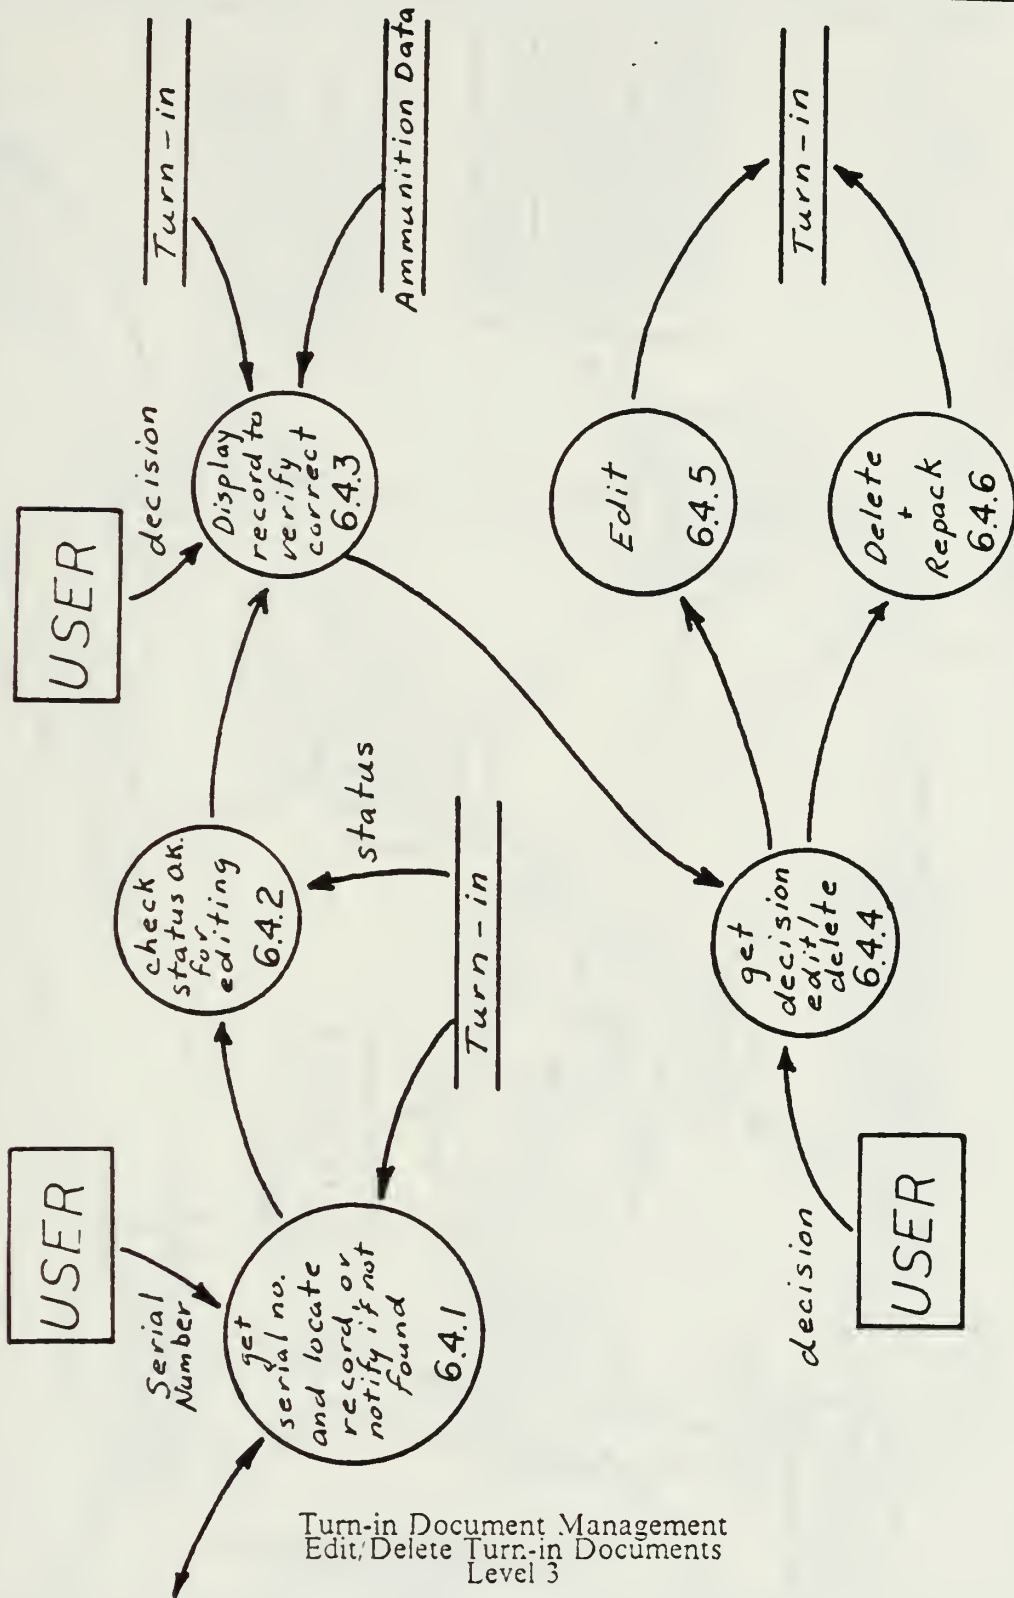 USER
Serial
Number
get
serial no.
and locate
record or
notify if not
found
6.4.1
check
status ok.
for
editing
6.4.2
status
Turn-in
USER
decision
Display
record to
verify
correct
6.4.3
Turn-in
Ammunition Data
USER
decision
get
decision
edit/
delete
6.4.4
Edit
6.4.5
Delete
+
Repack
6.4.6
Turn-in
Turn-in Document Management
Edit/Delete Turn-in Documents
Level 3